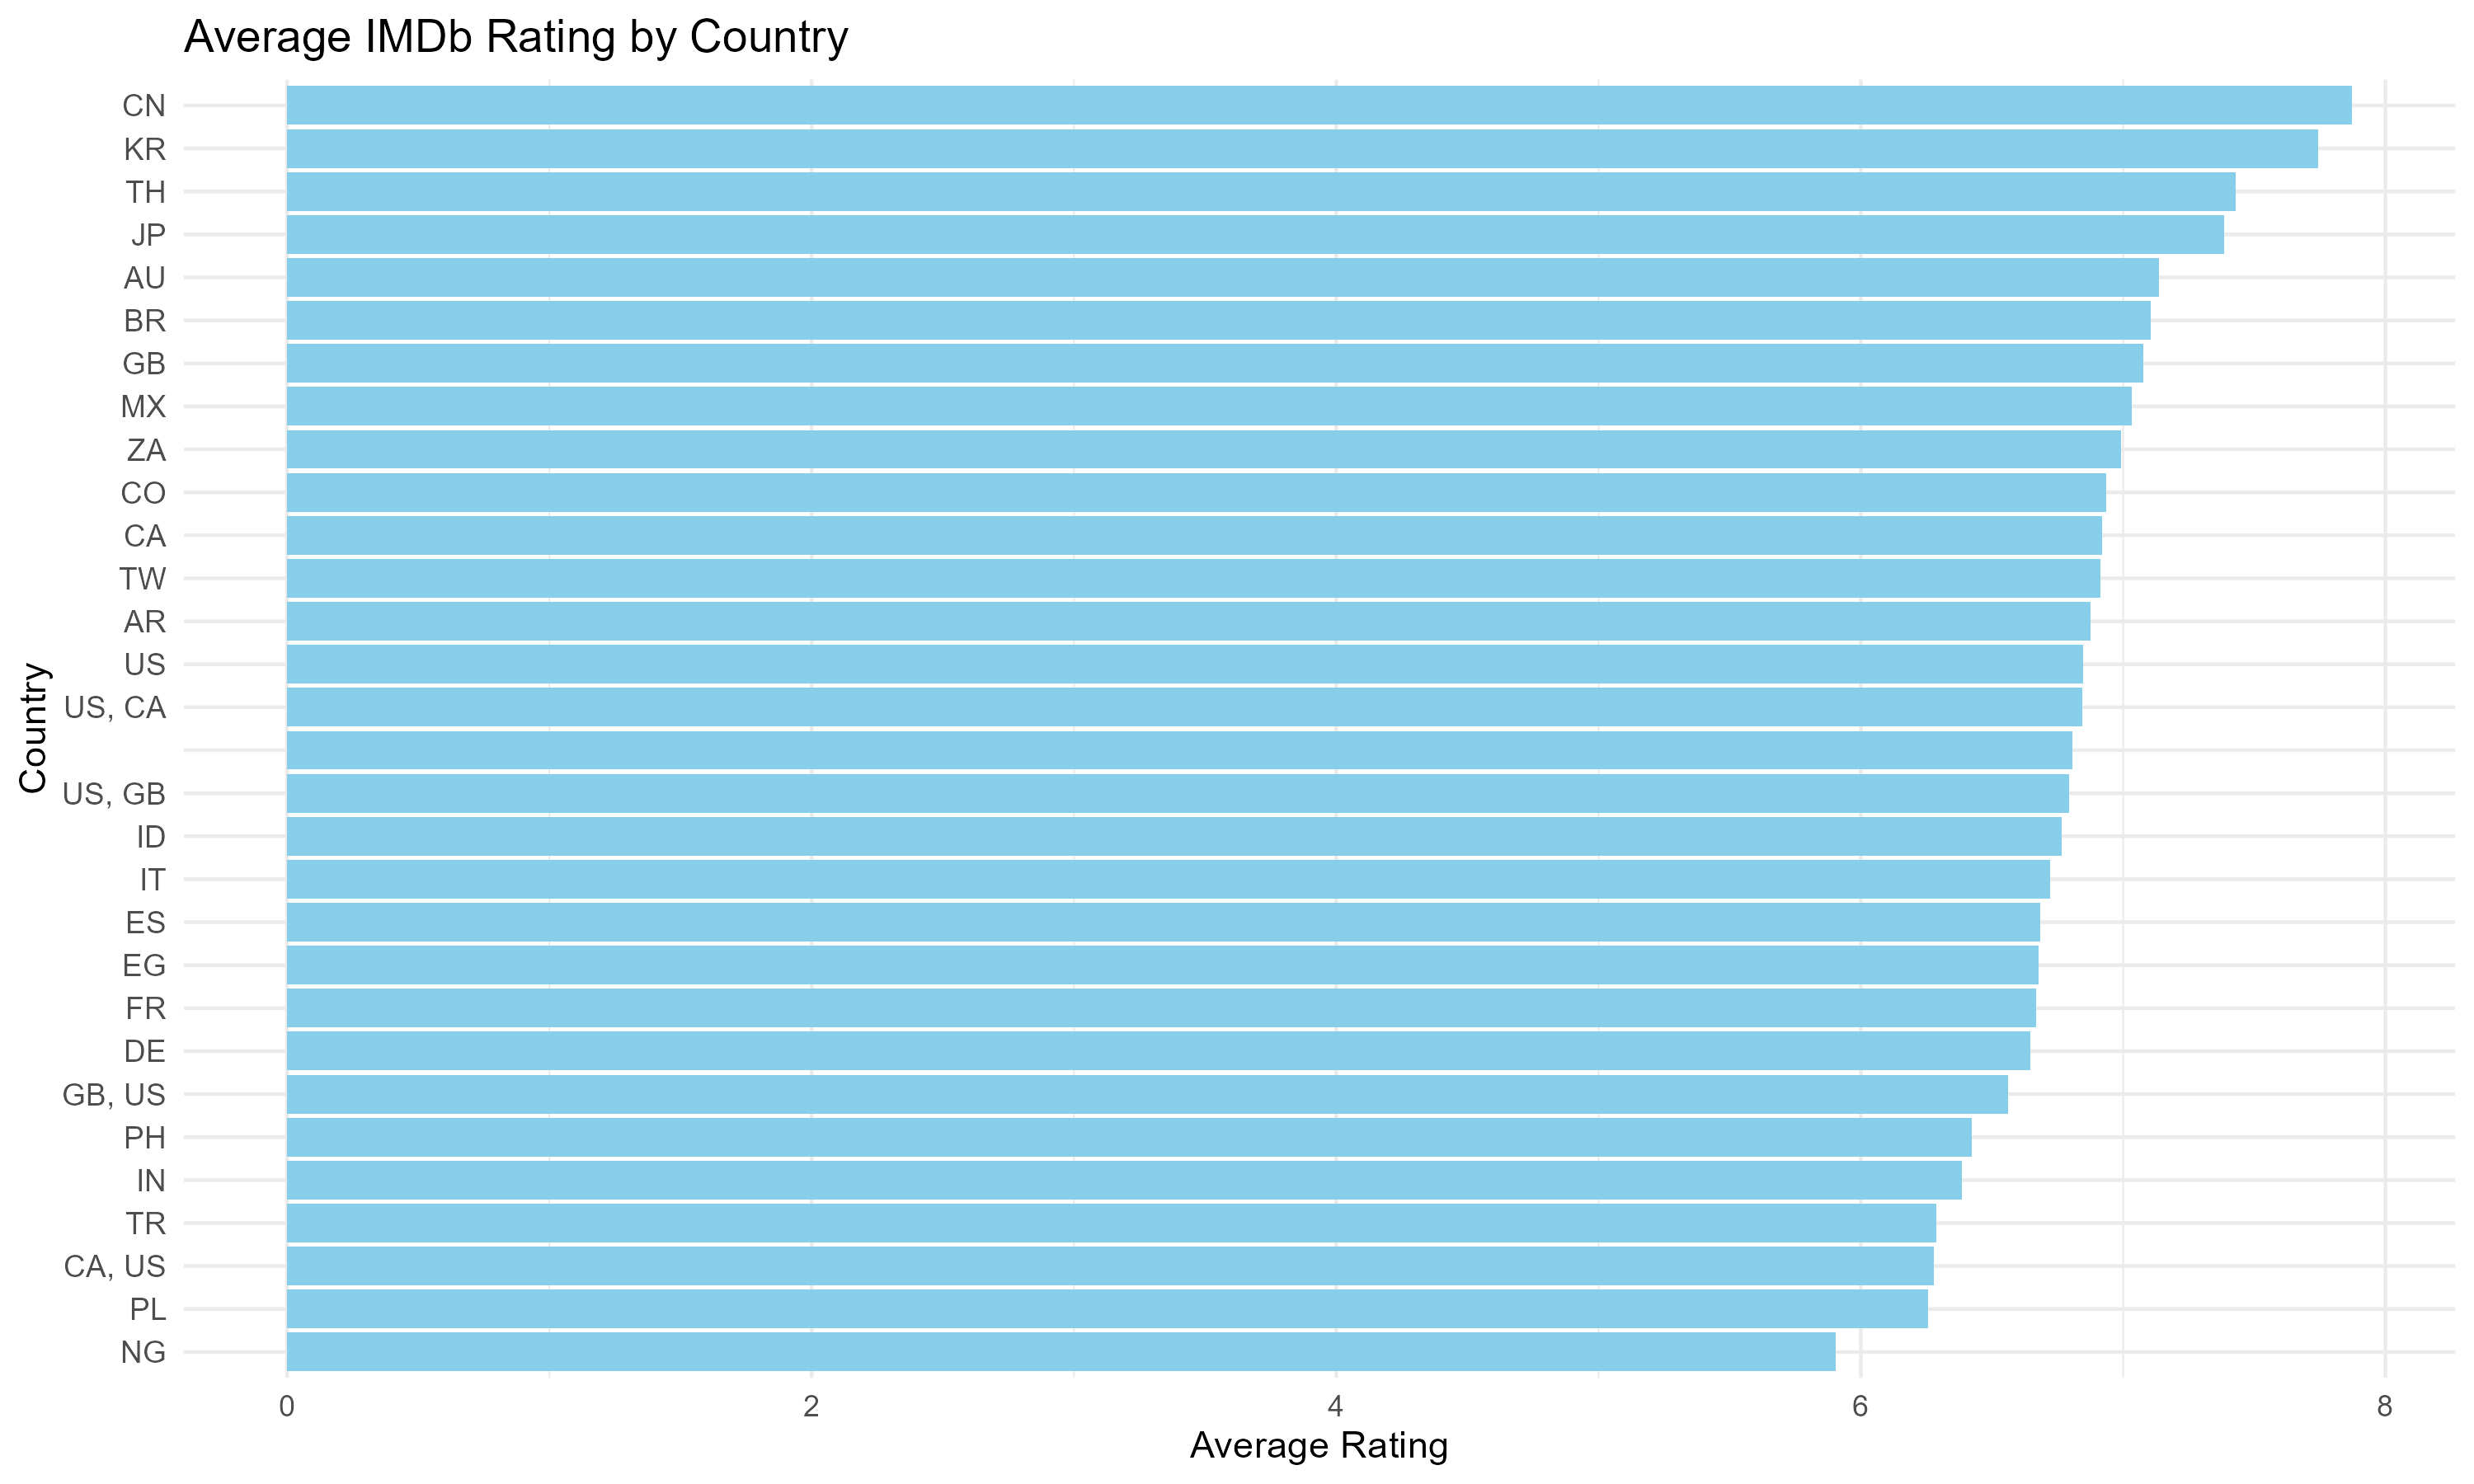 Average IMDb Rating by Country
CN
KR
TH
JP
AU
BR
GB
MX
ZA
CO
CA
TW
AR
US
US, CA
US, GB
ID
IT
ES
EG
FR
DE
GB, US
PH
IN
TR
CA, US
PL
NG
Country
0 2 4 6 8
Average Rating